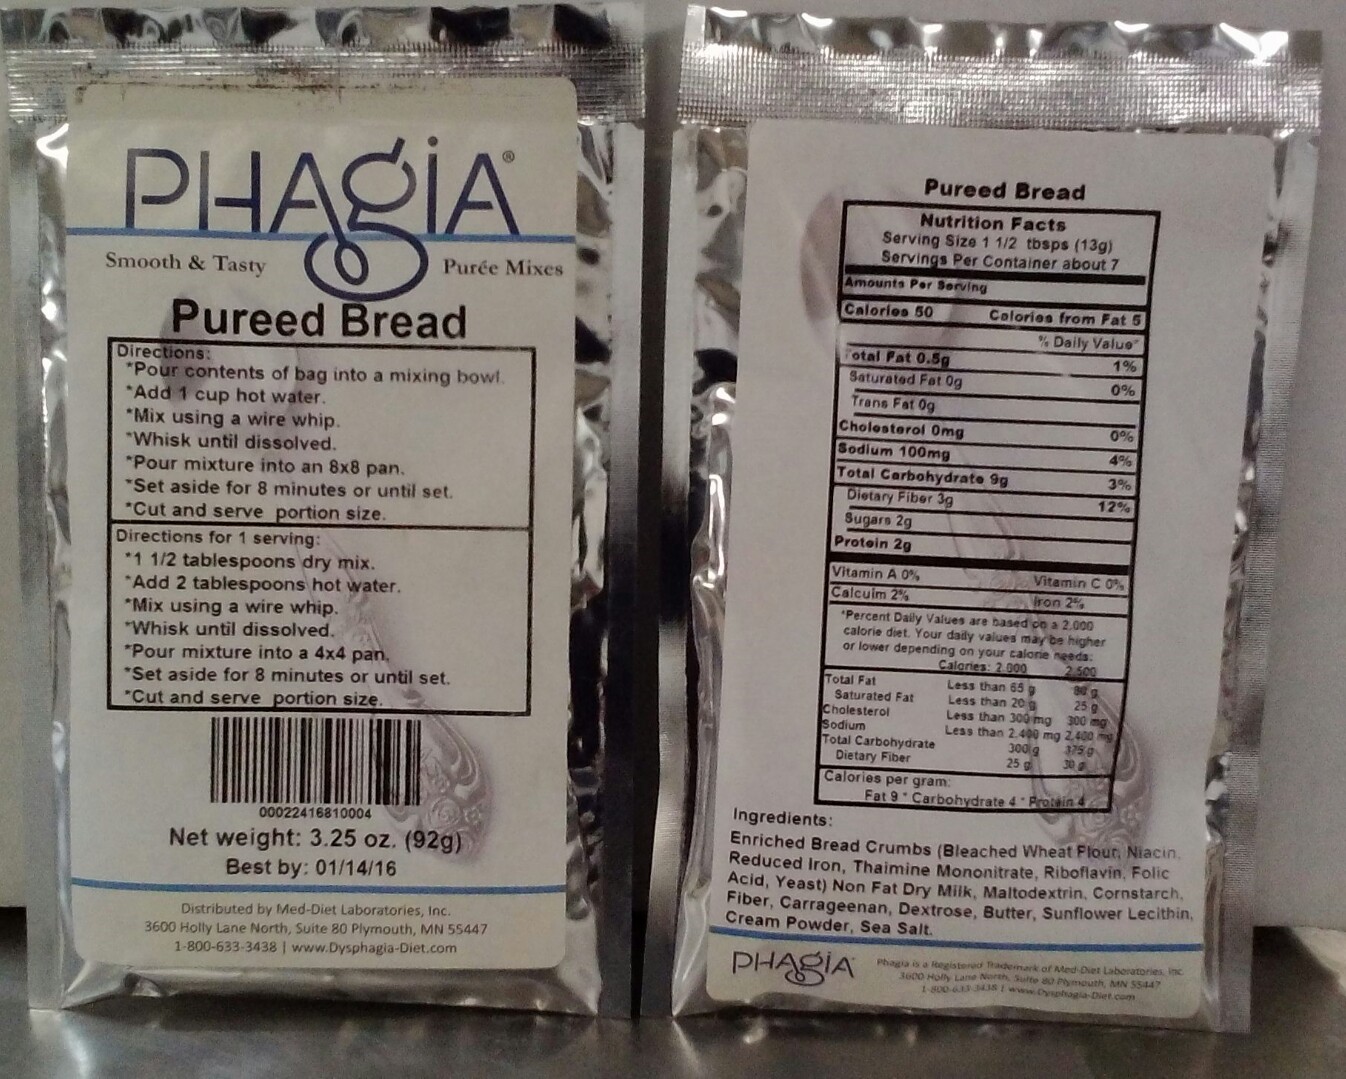 PHAGIA®
Smooth & Tasty
Purée Mixes
Pureed Bread
Directions:
*Pour contents of bag into a mixing bowl.
*Add 1 cup hot water.
*Mix using a wire whip.
*Whisk until dissolved.
*Pour mixture into an 8x8 pan.
*Set aside for 8 minutes or until set.
*Cut and serve portion size.
Directions for 1 serving:
*1 1/2 tablespoons dry mix.
*Add 2 tablespoons hot water.
*Mix using a wire whip.
*Whisk until dissolved.
*Pour mixture into a 4x4 pan.
*Set aside for 8 minutes or until set.
*Cut and serve portion size.
00022416810004
Net weight: 3.25 oz. (92g)
Best by: 01/14/16
Distributed by Med-Diet Laboratories, Inc.
3600 Holly Lane North, Suite 80 Plymouth, MN 55447
1-800-633-3438 | www.Dysphagia-Diet.com
Pureed Bread
Nutrition Facts
Serving Size 1 1/2 tbsps (13g)
Servings Per Container about 7
Amounts Per Serving
Calories 50 Calories from Fat 5
% Daily Value*
Total Fat 0.5g 1%
Saturated Fat 0g 0%
Trans Fat 0g
Cholesterol 0mg 0%
Sodium 100mg 4%
Total Carbohydrate 9g 3%
Dietary Fiber 3g 12%
Sugars 2g
Protein 2g
Vitamin A 0% Vitamin C 0%
Calcuim 2% Iron 2%
*Percent Daily Values are based on a 2,000
calorie diet. Your daily values may be higher
or lower depending on your calorie needs:
Calories: 2,000 2,500
Total Fat Less than 65 g 80 g
Saturated Fat Less than 20 g 25 g
Cholesterol Less than 300 mg 300 mg
Sodium Less than 2,400 mg 2,400 mg
Total Carbohydrate 300 g 375 g
Dietary Fiber 25 g 30 g
Calories per gram:
Fat 9 * Carbohydrate 4 * Protein 4
Ingredients:
Enriched Bread Crumbs (Bleached Wheat Flour, Niacin,
Reduced Iron, Thaimine Mononitrate, Riboflavin, Folic
Acid, Yeast) Non Fat Dry Milk, Maltodextrin, Cornstarch,
Fiber, Carrageenan, Dextrose, Butter, Sunflower Lecithin,
Cream Powder, Sea Salt.
PHAGIA
Phagia is a Registered Trademark of Med-Diet Laboratories, Inc.
3600 Holly Lane North, Suite 80 Plymouth, MN 55447
1-800-633-3438 | www.Dysphagia-Diet.com